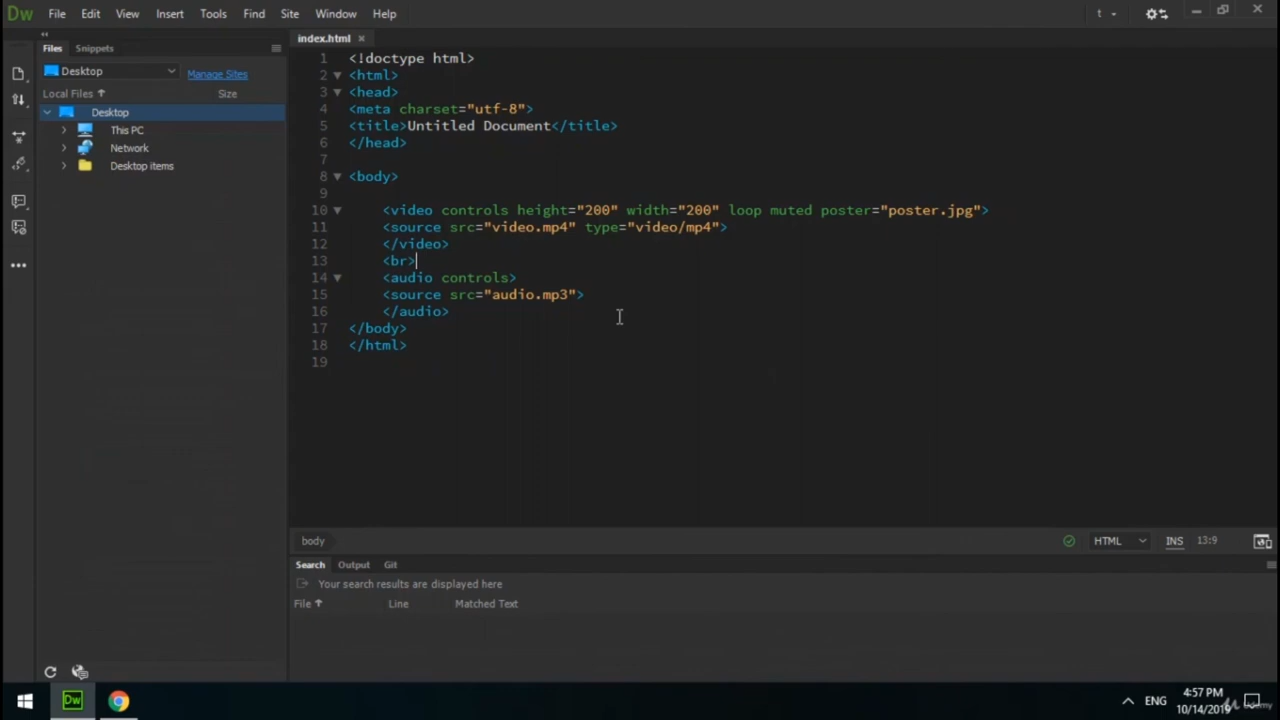 Dw File Edit View Insert Tools Find Site Window Help t
Files Snippets
Desktop Manage Sites
Local Files Size
Desktop
This PC
Network
Desktop items
index.html
1 <!doctype html>
2 <html>
3 <head>
4 <meta charset="utf-8">
5 <title>Untitled Document</title>
6 </head>
7
8 <body>
9
10 <video controls height="200" width="200" loop muted poster="poster.jpg">
11 <source src="video.mp4" type="video/mp4">
12 </video>
13 <br>
14 <audio controls>
15 <source src="audio.mp3">
16 </audio>
17 </body>
18 </html>
19
body HTML INS 13:9
Search Output Git
Your search results are displayed here
File Line Matched Text
Dw ENG 4:57 PM
10/14/2019
Udemy